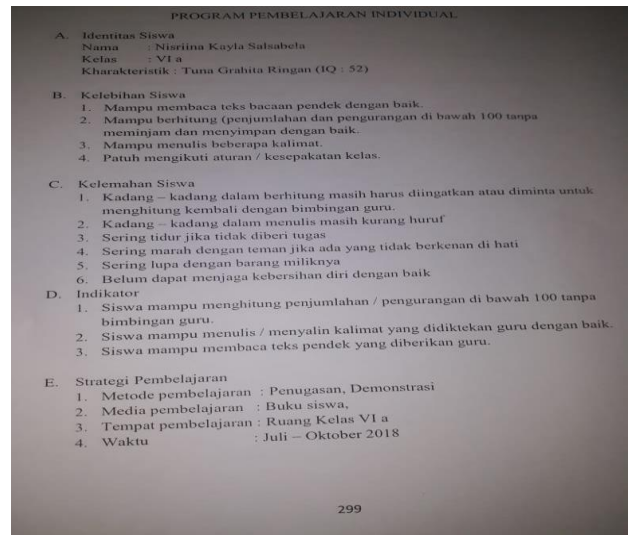 PROGRAM PEMBELAJARAN INDIVIDUAL
A. Identitas Siswa
Nama : Nisriina Kayla Salsabela
Kelas : VI a
Kharakteristik : Tuna Grahita Ringan (IQ : 52)
B. Kelebihan Siswa
1. Mampu membaca teks bacaan pendek dengan baik.
2. Mampu berhitung (penjumlahan dan pengurangan di bawah 100 tanpa
meminjam dan menyimpan dengan baik.
3. Mampu menulis beberapa kalimat.
4. Patuh mengikuti aturan / kesepakatan kelas.
C. Kelemahan Siswa
1. Kadang – kadang dalam berhitung masih harus diingatkan atau diminta untuk
menghitung kembali dengan bimbingan guru.
2. Kadang – kadang dalam menulis masih kurang huruf
3. Sering tidur jika tidak diberi tugas
4. Sering marah dengan teman jika ada yang tidak berkenan di hati
5. Sering lupa dengan barang miliknya
6. Belum dapat menjaga kebersihan diri dengan baik
D. Indikator
1. Siswa mampu menghitung penjumlahan / pengurangan di bawah 100 tanpa
bimbingan guru.
2. Siswa mampu menulis / menyalin kalimat yang didiktekan guru dengan baik.
3. Siswa mampu membaca teks pendek yang diberikan guru.
E. Strategi Pembelajaran
1. Metode pembelajaran : Penugasan, Demonstrasi
2. Media pembelajaran : Buku siswa,
3. Tempat pembelajaran : Ruang Kelas VI a
4. Waktu : Juli – Oktober 2018
299